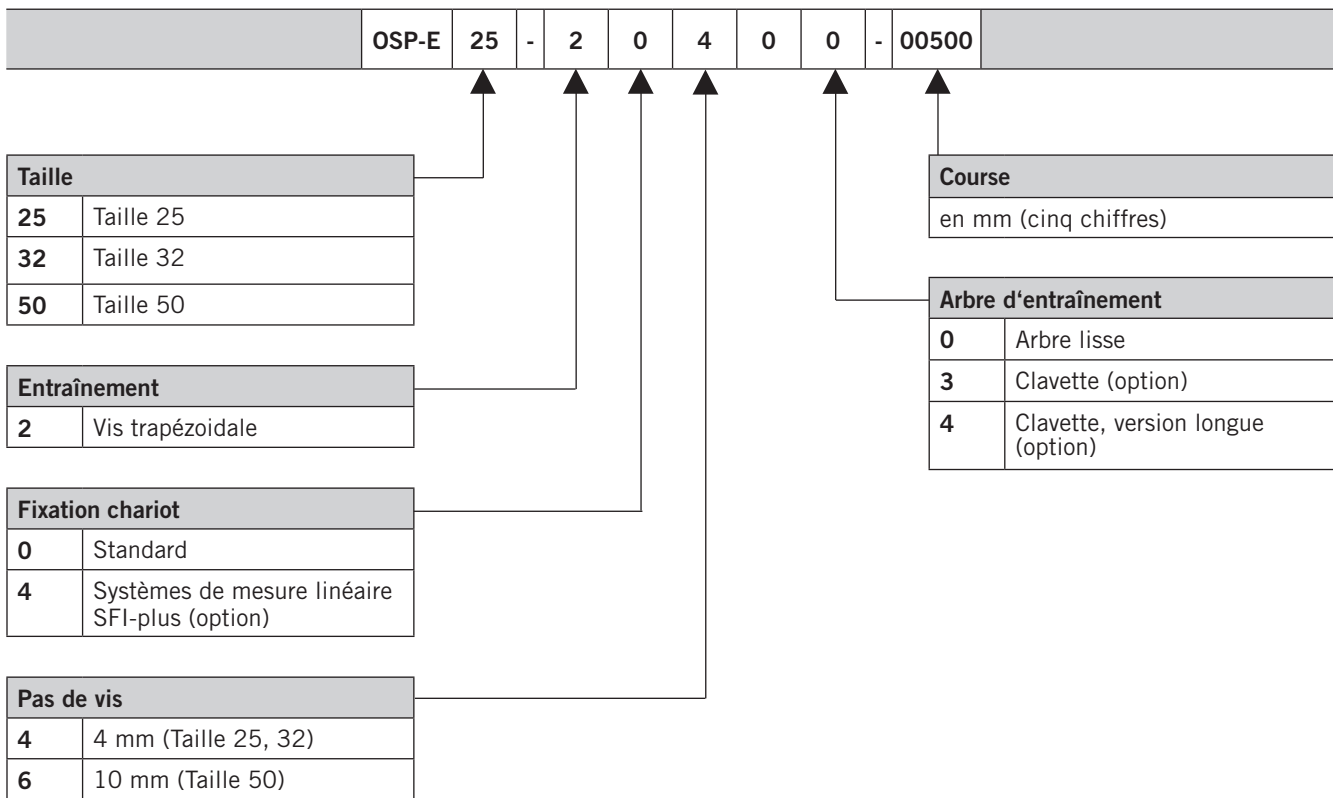 OSP-E 25 - 2 0 4 0 0 - 00500
Taille
25 Taille 25
32 Taille 32
50 Taille 50
Entraînement
2 Vis trapézoidale
Fixation chariot
0 Standard
4 Systèmes de mesure linéaire
SFI-plus (option)
Pas de vis
4 4 mm (Taille 25, 32)
6 10 mm (Taille 50)
Course
en mm (cinq chiffres)
Arbre d‘entraînement
0 Arbre lisse
3 Clavette (option)
4 Clavette, version longue
(option)